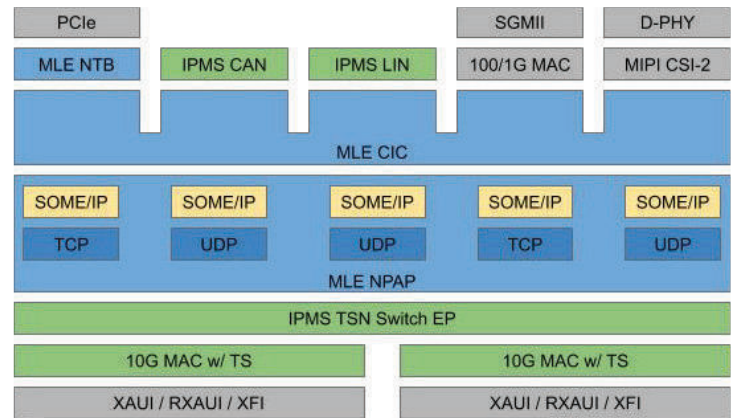 PCIe
SGMII
D-PHY
MLE NTB
IPMS CAN
IPMS LIN
100/1G MAC
MIPI CSI-2
MLE CIC
SOME/IP
SOME/IP
SOME/IP
SOME/IP
SOME/IP
TCP
UDP
UDP
TCP
UDP
MLE NPAP
IPMS TSN Switch EP
10G MAC w/ TS
10G MAC w/ TS
XAUI / RXAUI / XFI
XAUI / RXAUI / XFI